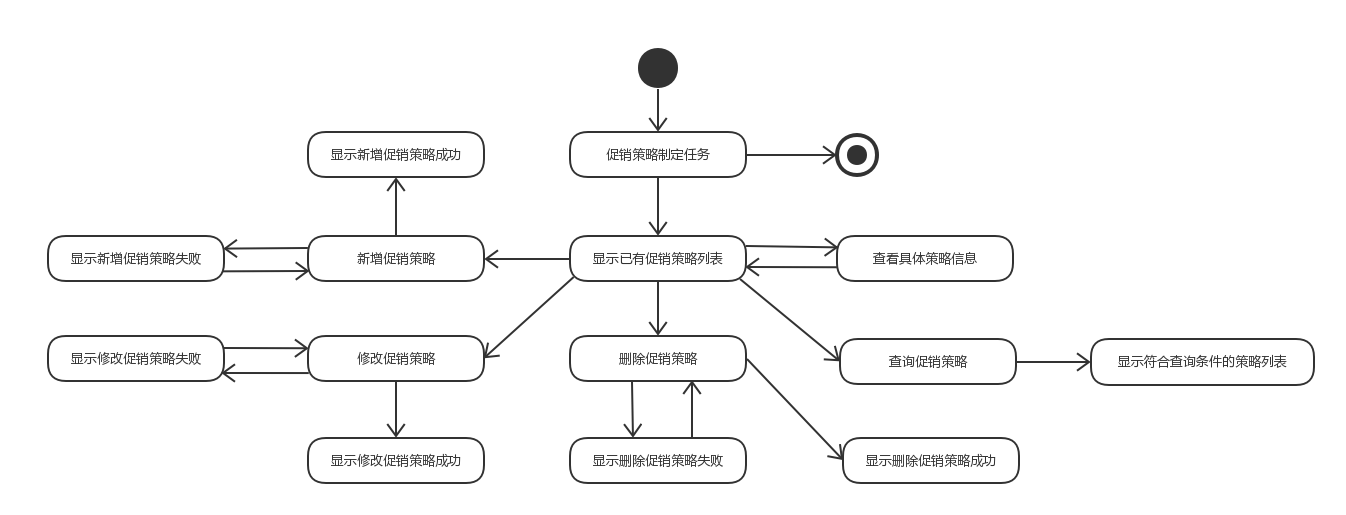 显示新增促销策略成功
促销策略制定任务
显示新增促销策略失败
新增促销策略
显示已有促销策略列表
查看具体策略信息
显示修改促销策略失败
修改促销策略
删除促销策略
查询促销策略
显示符合查询条件的策略列表
显示修改促销策略成功
显示删除促销策略失败
显示删除促销策略成功